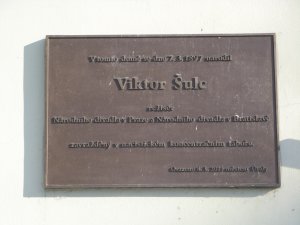 V tomto domě se dne 7. 3. 1897 narodil
Viktor Šulc
režisér
Národního divadla v Praze a Národního divadla v Bratislavě
zavražděný v nacistickém koncentračním táboře